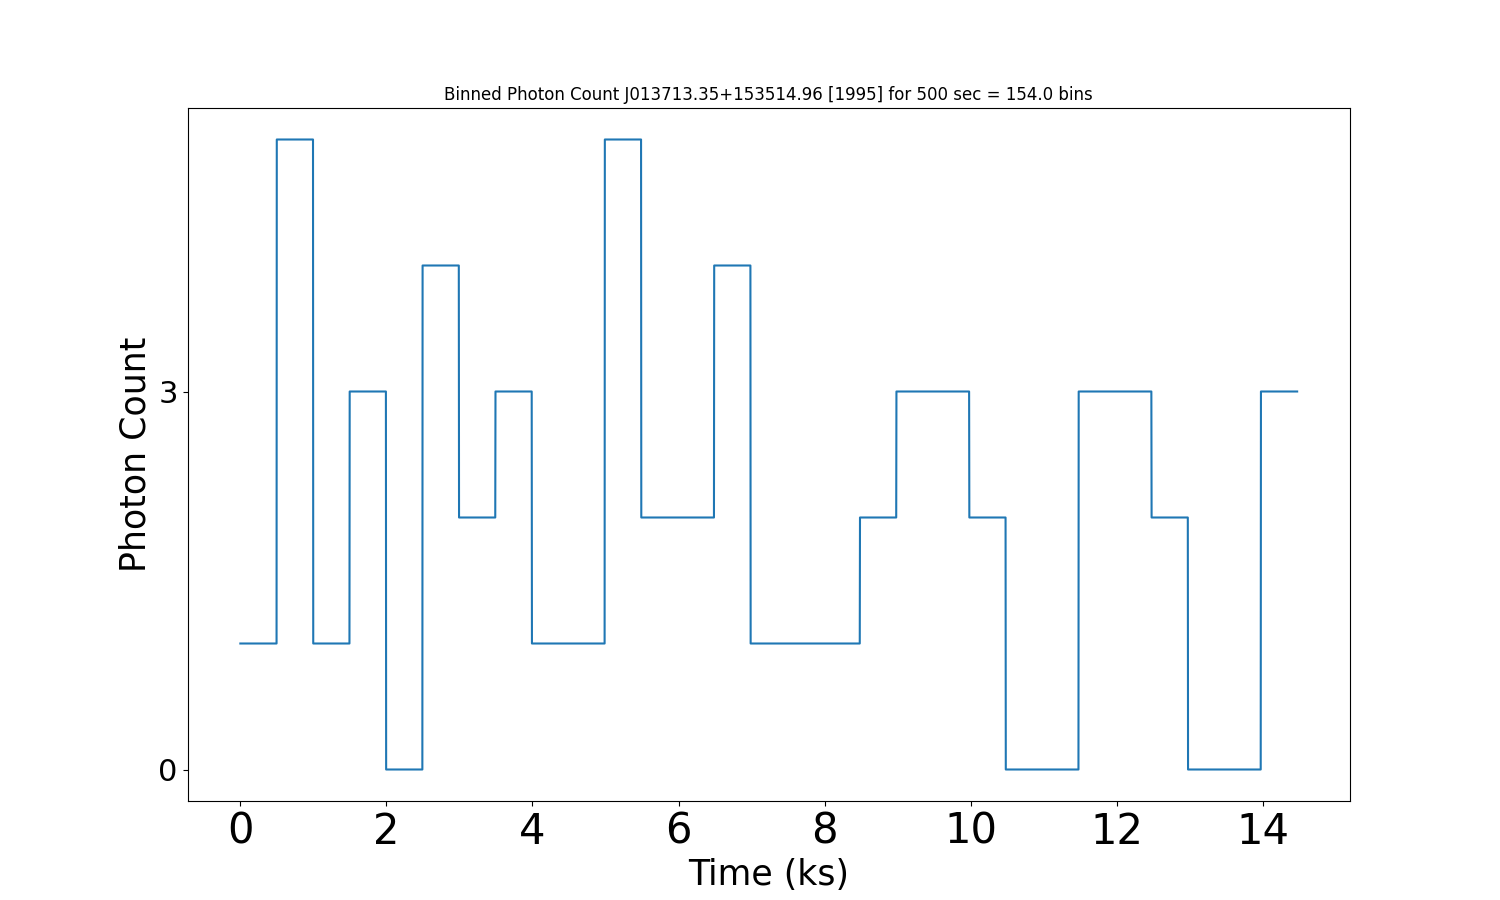 Binned Photon Count J013713.35+153514.96 [1995] for 500 sec = 154.0 bins
Photon Count
3
0
0 2 4 6 8 10 12 14
Time (ks)